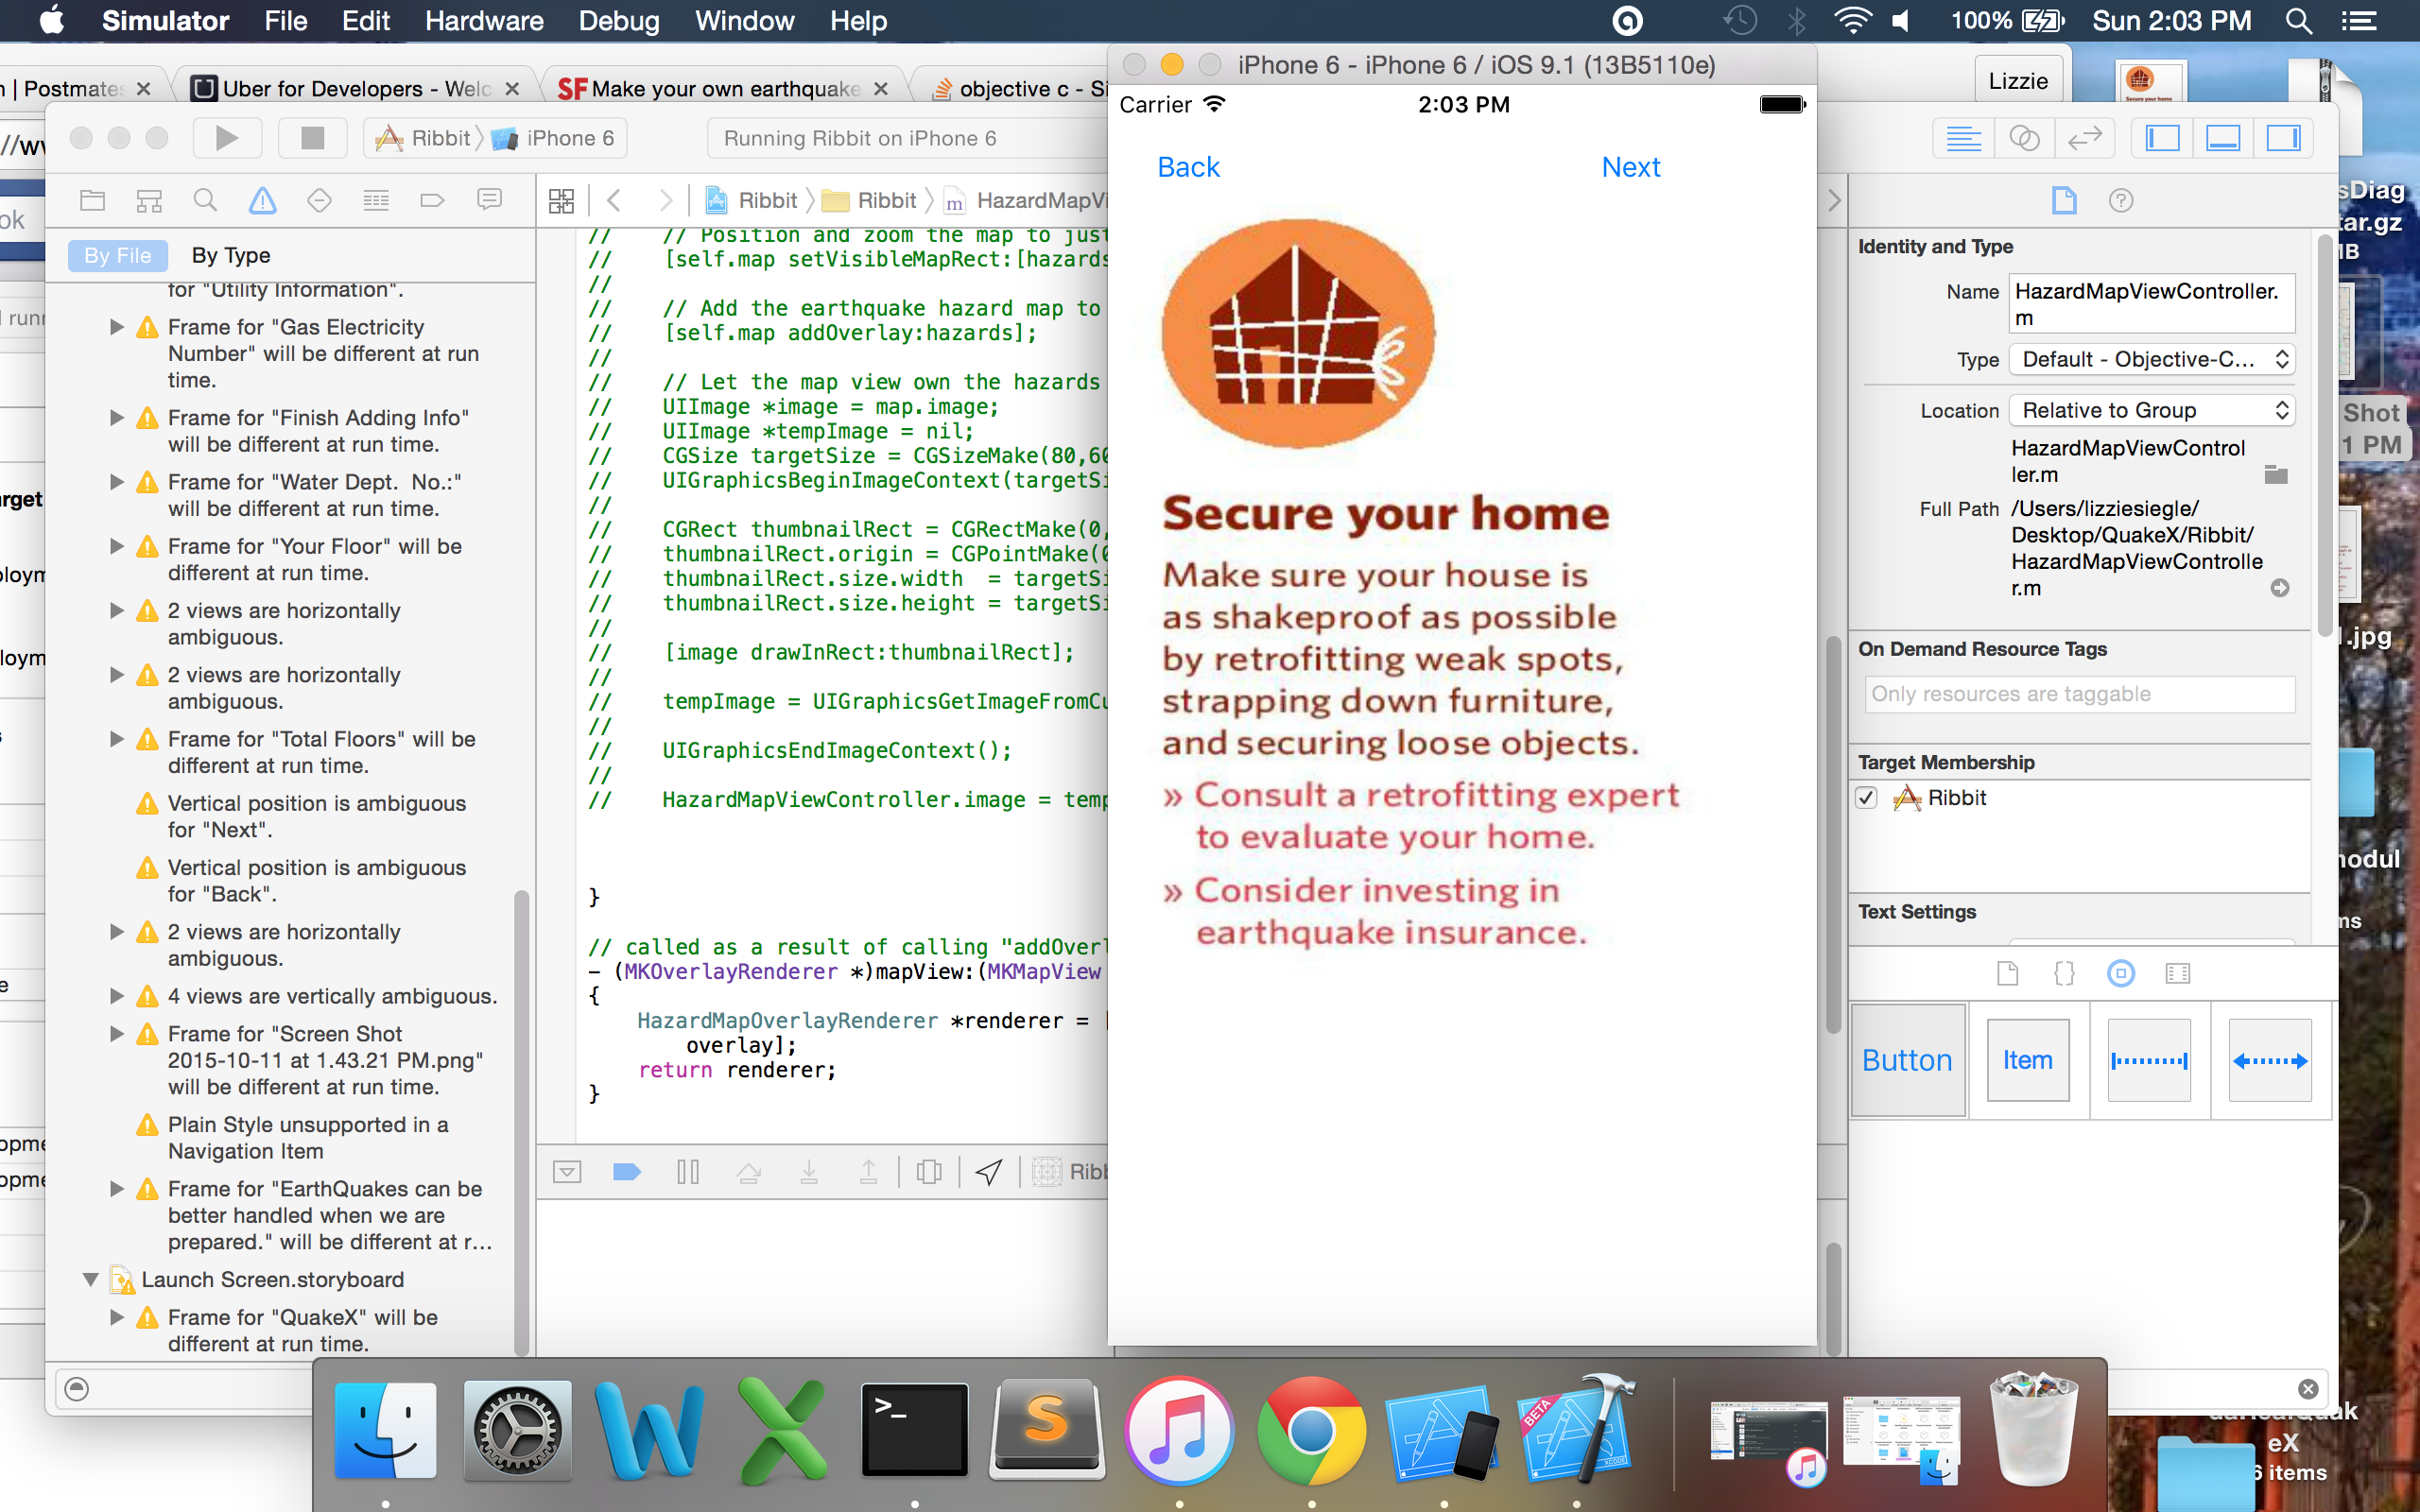 Simulator File Edit Hardware Debug Window Help
100% Sun 2:03 PM
| Postmates
Uber for Developers - Welc
SF Make your own earthquake
objective c - Si
iPhone 6 - iPhone 6 / iOS 9.1 (13B5110e)
Lizzie
Ribbit
iPhone 6
Running Ribbit on iPhone 6
Ribbit
Ribbit
m
HazardMapVi
By File By Type
for "Utility Information".
Frame for "Gas Electricity
Number" will be different at run
time.
Frame for "Finish Adding Info"
will be different at run time.
Frame for "Water Dept. No.:"
will be different at run time.
Frame for "Your Floor" will be
different at run time.
2 views are horizontally
ambiguous.
2 views are horizontally
ambiguous.
Frame for "Total Floors" will be
different at run time.
Vertical position is ambiguous
for "Next".
Vertical position is ambiguous
for "Back".
2 views are horizontally
ambiguous.
4 views are vertically ambiguous.
Frame for "Screen Shot
2015-10-11 at 1.43.21 PM.png"
will be different at run time.
Plain Style unsupported in a
Navigation Item
Frame for "EarthQuakes can be
better handled when we are
prepared." will be different at r...
Launch Screen.storyboard
Frame for "QuakeX" will be
different at run time.
// // Position and zoom the map to just
// [self.map setVisibleMapRect:[hazards
//
// // Add the earthquake hazard map to
// [self.map addOverlay:hazards];
//
// // Let the map view own the hazards
// UIImage *image = map.image;
// UIImage *tempImage = nil;
// CGSize targetSize = CGSizeMake(80,60
// UIGraphicsBeginImageContext(targetSi
//
// CGRect thumbnailRect = CGRectMake(0,
// thumbnailRect.origin = CGPointMake(0
// thumbnailRect.size.width = targetSi
// thumbnailRect.size.height = targetSi
//
// [image drawInRect:thumbnailRect];
//
// tempImage = UIGraphicsGetImageFromCu
//
// UIGraphicsEndImageContext();
//
// HazardMapViewController.image = temp
}
// called as a result of calling "addOverl
- (MKOverlayRenderer *)mapView:(MKMapView
{
HazardMapOverlayRenderer *renderer = [
overlay];
return renderer;
}
Ribb
Carrier 2:03 PM
Back Next
Secure your home
Make sure your house is
as shakeproof as possible
by retrofitting weak spots,
strapping down furniture,
and securing loose objects.
» Consult a retrofitting expert
to evaluate your home.
» Consider investing in
earthquake insurance.
Identity and Type
Name HazardMapViewController.
m
Type Default - Objective-C...
Location Relative to Group
HazardMapViewControl
ler.m
Full Path /Users/lizziesiegle/
Desktop/QuakeX/Ribbit/
HazardMapViewControlle
r.m
On Demand Resource Tags
Only resources are taggable
Target Membership
Ribbit
Text Settings
{}
Button
Item
sDiag
tar.gz
Shot
1 PM
.jpg
eX
6 items
>_
S
BETA
XCODE